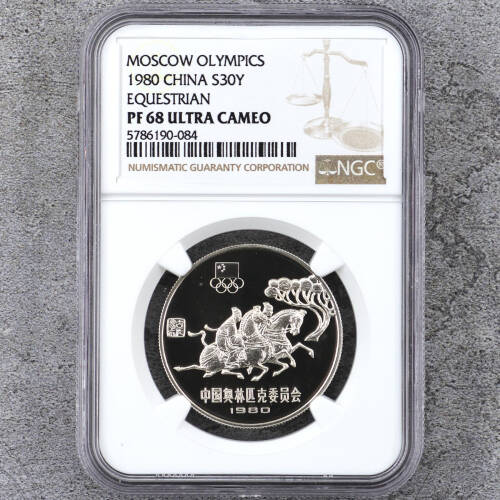 MOSCOW OLYMPICS
1980 CHINA S30Y
EQUESTRIAN
PF 68 ULTRA CAMEO
5786190-084
NUMISMATIC GUARANTY CORPORATION
NGC®
中国奥林匹克委员会
1980